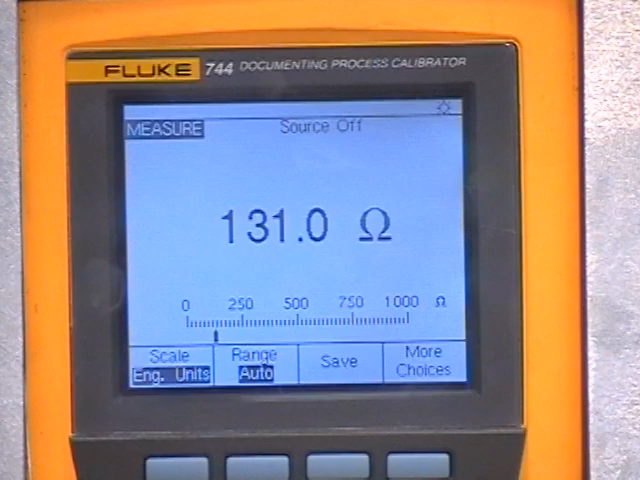 FLUKE 744 DOCUMENTING PROCESS CALIBRATOR
MEASURE Source Off
131.0 Ω
0 250 500 750 1000 Ω
Scale Range Save More
Eng. Units Auto Choices